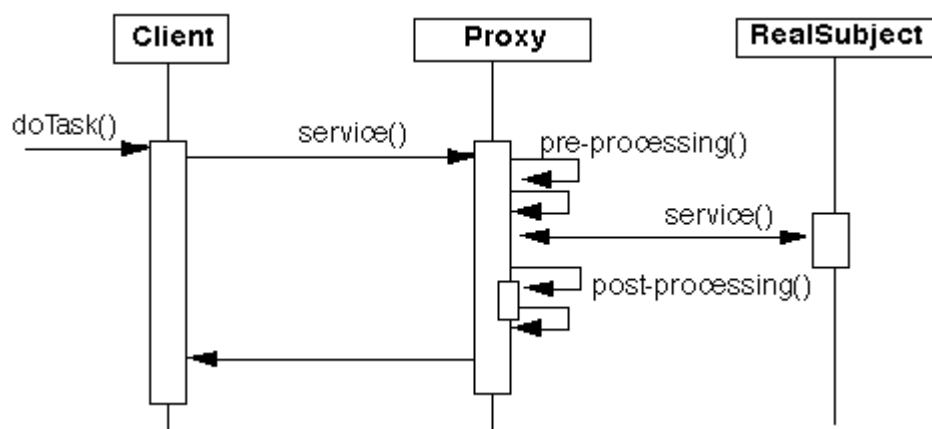 Client
Proxy
RealSubject
doTask()
service()
pre-processing()
service()
post-processing()